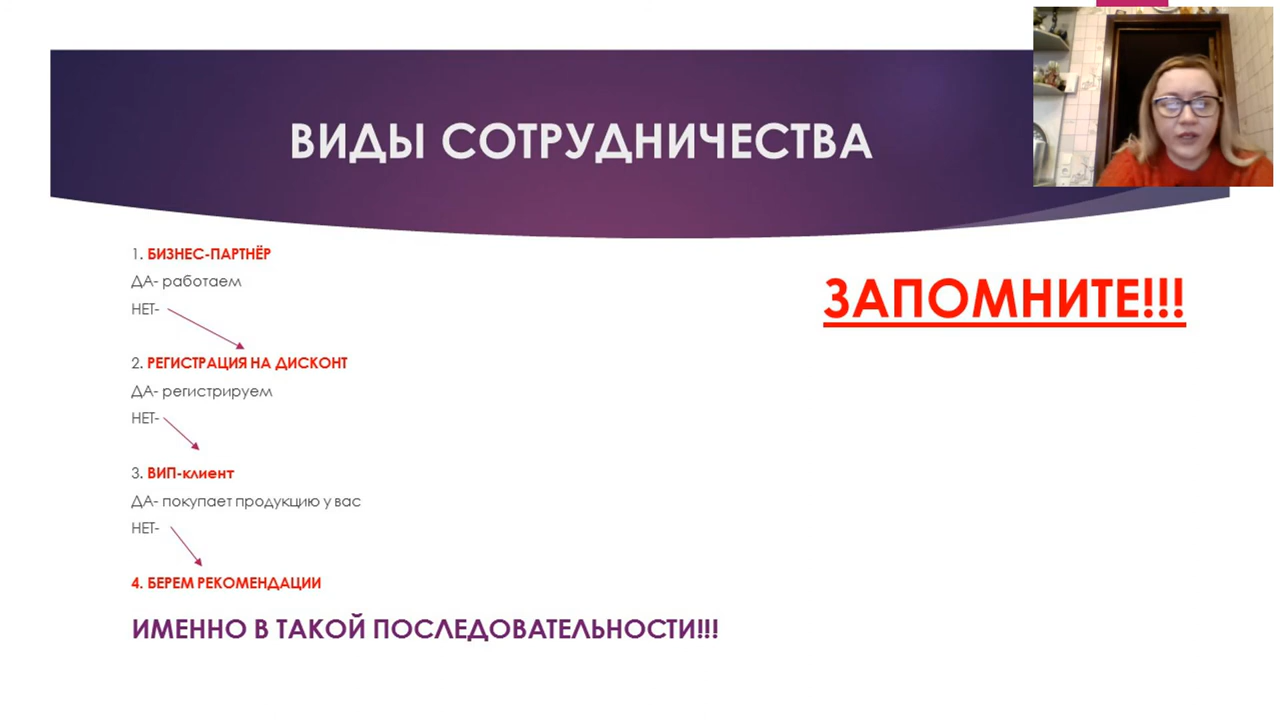 ВИДЫ СОТРУДНИЧЕСТВА
1. БИЗНЕС-ПАРТНЁР
ДА- работаем
НЕТ-
2. РЕГИСТРАЦИЯ НА ДИСКОНТ
ДА- регистрируем
НЕТ-
3. ВИП-клиент
ДА- покупает продукцию у вас
НЕТ-
4. БЕРЕМ РЕКОМЕНДАЦИИ
ИМЕННО В ТАКОЙ ПОСЛЕДОВАТЕЛЬНОСТИ!!!
ЗАПОМНИТЕ!!!